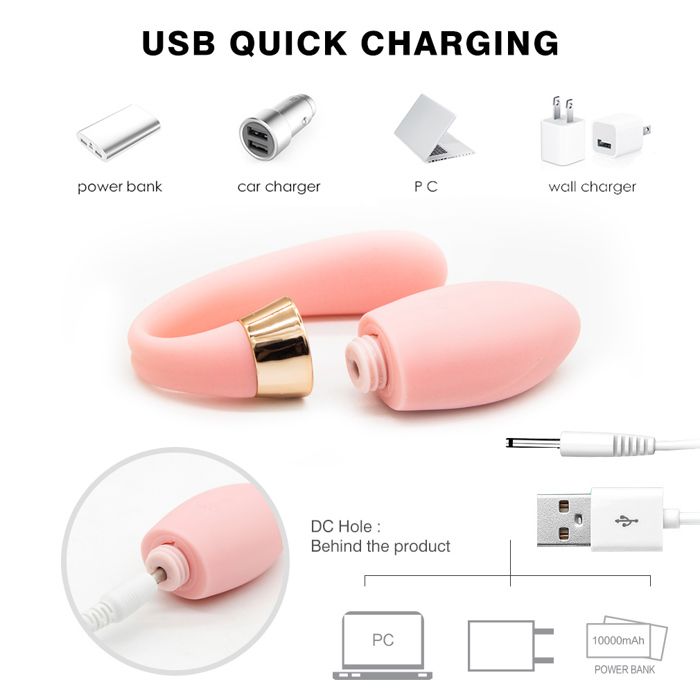 USB QUICK CHARGING
power bank
car charger
P C
wall charger
DC Hole :
Behind the product
PC
10000mAh
POWER BANK